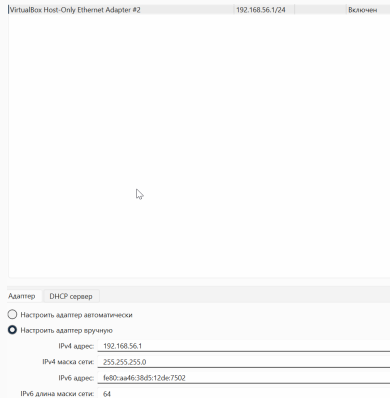 VirtualBox Host-Only Ethernet Adapter #2 192.168.56.1/24 Включен
Адаптер DHCP сервер
Настроить адаптер автоматически
Настроить адаптер вручную
IPv4 адрес: 192.168.56.1
IPv4 маска сети: 255.255.255.0
IPv6 адрес: fe80::aa46:38d5:12de:7502
IPv6 длина маски сети: 64